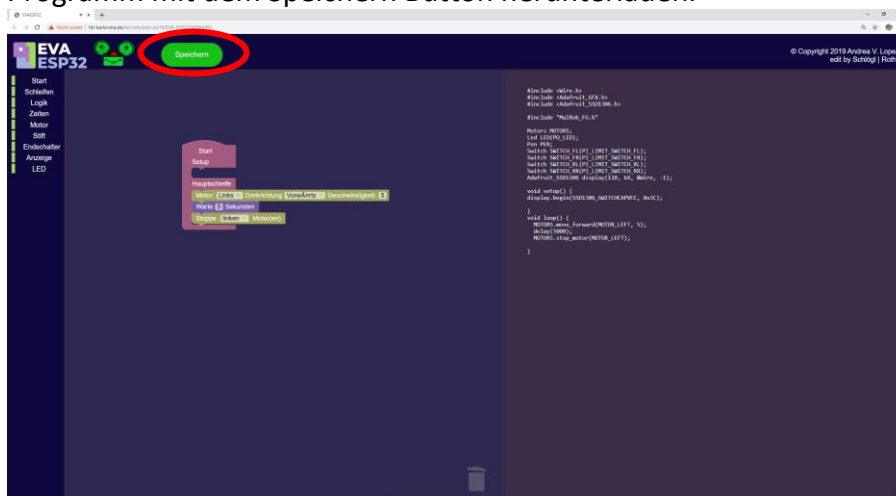 Programm mit dem Speichern Button herunterladen.
EVA
ESP32
Speichern
© Copyright 2019 Andrea V. Lope
edit by Schlögl | Roth
Start
Schleifen
Logik
Zeiten
Motor
Stift
Endschalter
Anzeige
LED
Start
Setup
Hauptschleife
Motor: Links Drehrichtung VorwÃ¤rts Geschwindigkeit: 5
Warte 5 Sekunden
Stoppe linken Motor(en)
#include <Wire.h>
#include <Adafruit_GFX.h>
#include <Adafruit_SSD1306.h>
#include "MalRob_FG.h"
Motors MOTORS;
Led LED(PO_LED);
Pen PEN;
Switch SWITCH_FL(PI_LIMIT_SWITCH_FL);
Switch SWITCH_FR(PI_LIMIT_SWITCH_FR);
Switch SWITCH_RL(PI_LIMIT_SWITCH_RL);
Switch SWITCH_RR(PI_LIMIT_SWITCH_RR);
Adafruit_SSD1306 display(128, 64, &Wire, -1);
void setup() {
display.begin(SSD1306_SWITCHCAPVCC, 0x3C);
}
void loop() {
MOTORS.move_forward(MOTOR_LEFT, 5);
delay(5000);
MOTORS.stop_motor(MOTOR_LEFT);
}